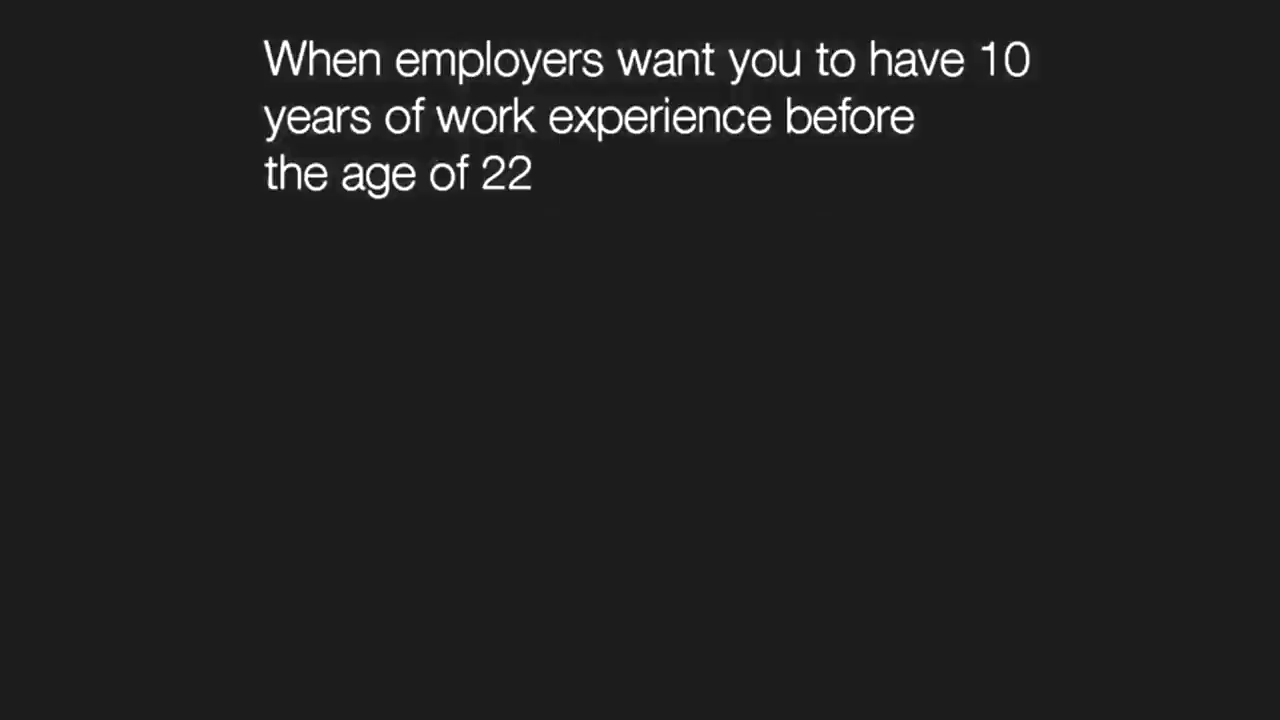 When employers want you to have 10
years of work experience before
the age of 22